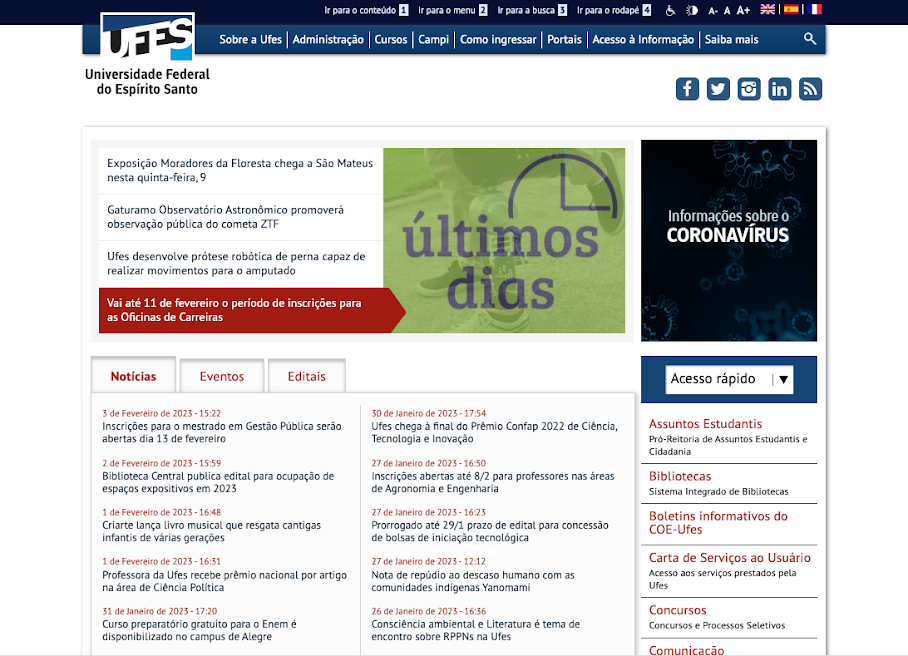 Ir para o conteúdo 1 Ir para o menu 2 Ir para a busca 3 Ir para o rodapé 4 A- A A+
UFES
Sobre a Ufes Administração Cursos Campi Como ingressar Portais Acesso à Informação Saiba mais
Universidade Federal
do Espírito Santo
Exposição Moradores da Floresta chega a São Mateus
nesta quinta-feira, 9
Gaturamo Observatório Astronômico promoverá
observação pública do cometa ZTF
Ufes desenvolve prótese robótica de perna capaz de
realizar movimentos para o amputado
Vai até 11 de fevereiro o período de inscrições para
as Oficinas de Carreiras
últimos
dias
Informações sobre o
CORONAVÍRUS
Notícias Eventos Editais
3 de Fevereiro de 2023 - 15:22
Inscrições para o mestrado em Gestão Pública serão
abertas dia 13 de fevereiro
2 de Fevereiro de 2023 - 15:59
Biblioteca Central publica edital para ocupação de
espaços expositivos em 2023
1 de Fevereiro de 2023 - 16:48
Criarte lança livro musical que resgata cantigas
infantis de várias gerações
1 de Fevereiro de 2023 - 16:31
Professora da Ufes recebe prêmio nacional por artigo
na área de Ciência Política
31 de Janeiro de 2023 - 17:20
Curso preparatório gratuito para o Enem é
disponibilizado no campus de Alegre
30 de Janeiro de 2023 - 17:54
Ufes chega à final do Prêmio Confap 2022 de Ciência,
Tecnologia e Inovação
27 de Janeiro de 2023 - 16:50
Inscrições abertas até 8/2 para professores nas áreas
de Agronomia e Engenharia
27 de Janeiro de 2023 - 16:23
Prorrogado até 29/1 prazo de edital para concessão
de bolsas de iniciação tecnológica
27 de Janeiro de 2023 - 12:12
Nota de repúdio ao descaso humano com as
comunidades indígenas Yanomami
26 de Janeiro de 2023 - 16:36
Consciência ambiental e Literatura é tema de
encontro sobre RPPNs na Ufes
Acesso rápido
Assuntos Estudantis
Pró-Reitoria de Assuntos Estudantis e
Cidadania
Bibliotecas
Sistema Integrado de Bibliotecas
Boletins informativos do
COE-Ufes
Carta de Serviços ao Usuário
Acesso aos serviços prestados pela
Ufes
Concursos
Concursos e Processos Seletivos
Comunicação